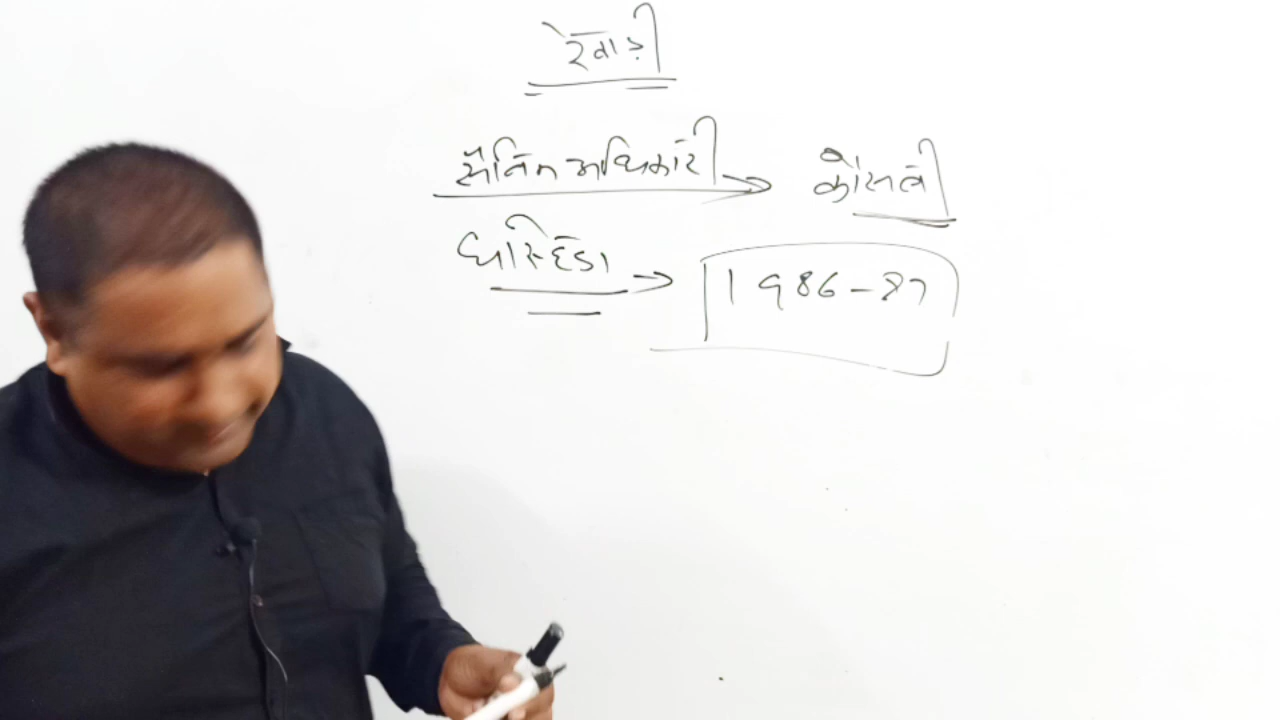 रेवाड़ी
सैनिक अधिकारी → कोसली
धारूहेड़ा → 1986-87